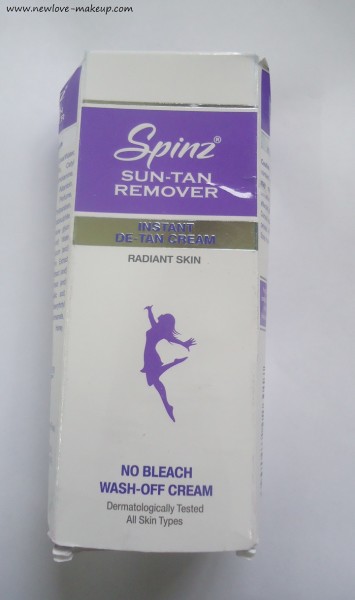 www.newlove-makeup.com
Spinz®
SUN-TAN
REMOVER
INSTANT
DE-TAN CREAM
RADIANT SKIN
NO BLEACH
WASH-OFF CREAM
Dermatologically Tested
All Skin Types